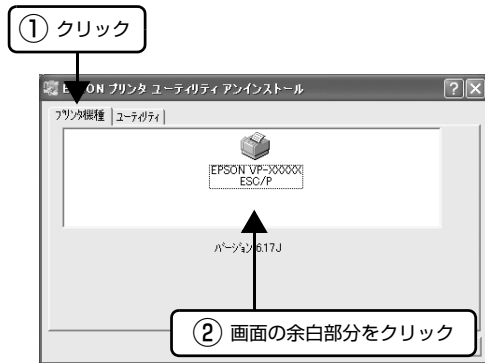 ① クリック
EPSON プリンタ ユーティリティ アンインストール
プリンタ機種 ユーティリティ
EPSON VP-XXXXX
ESC/P
バージョン 6.17J
② 画面の余白部分をクリック